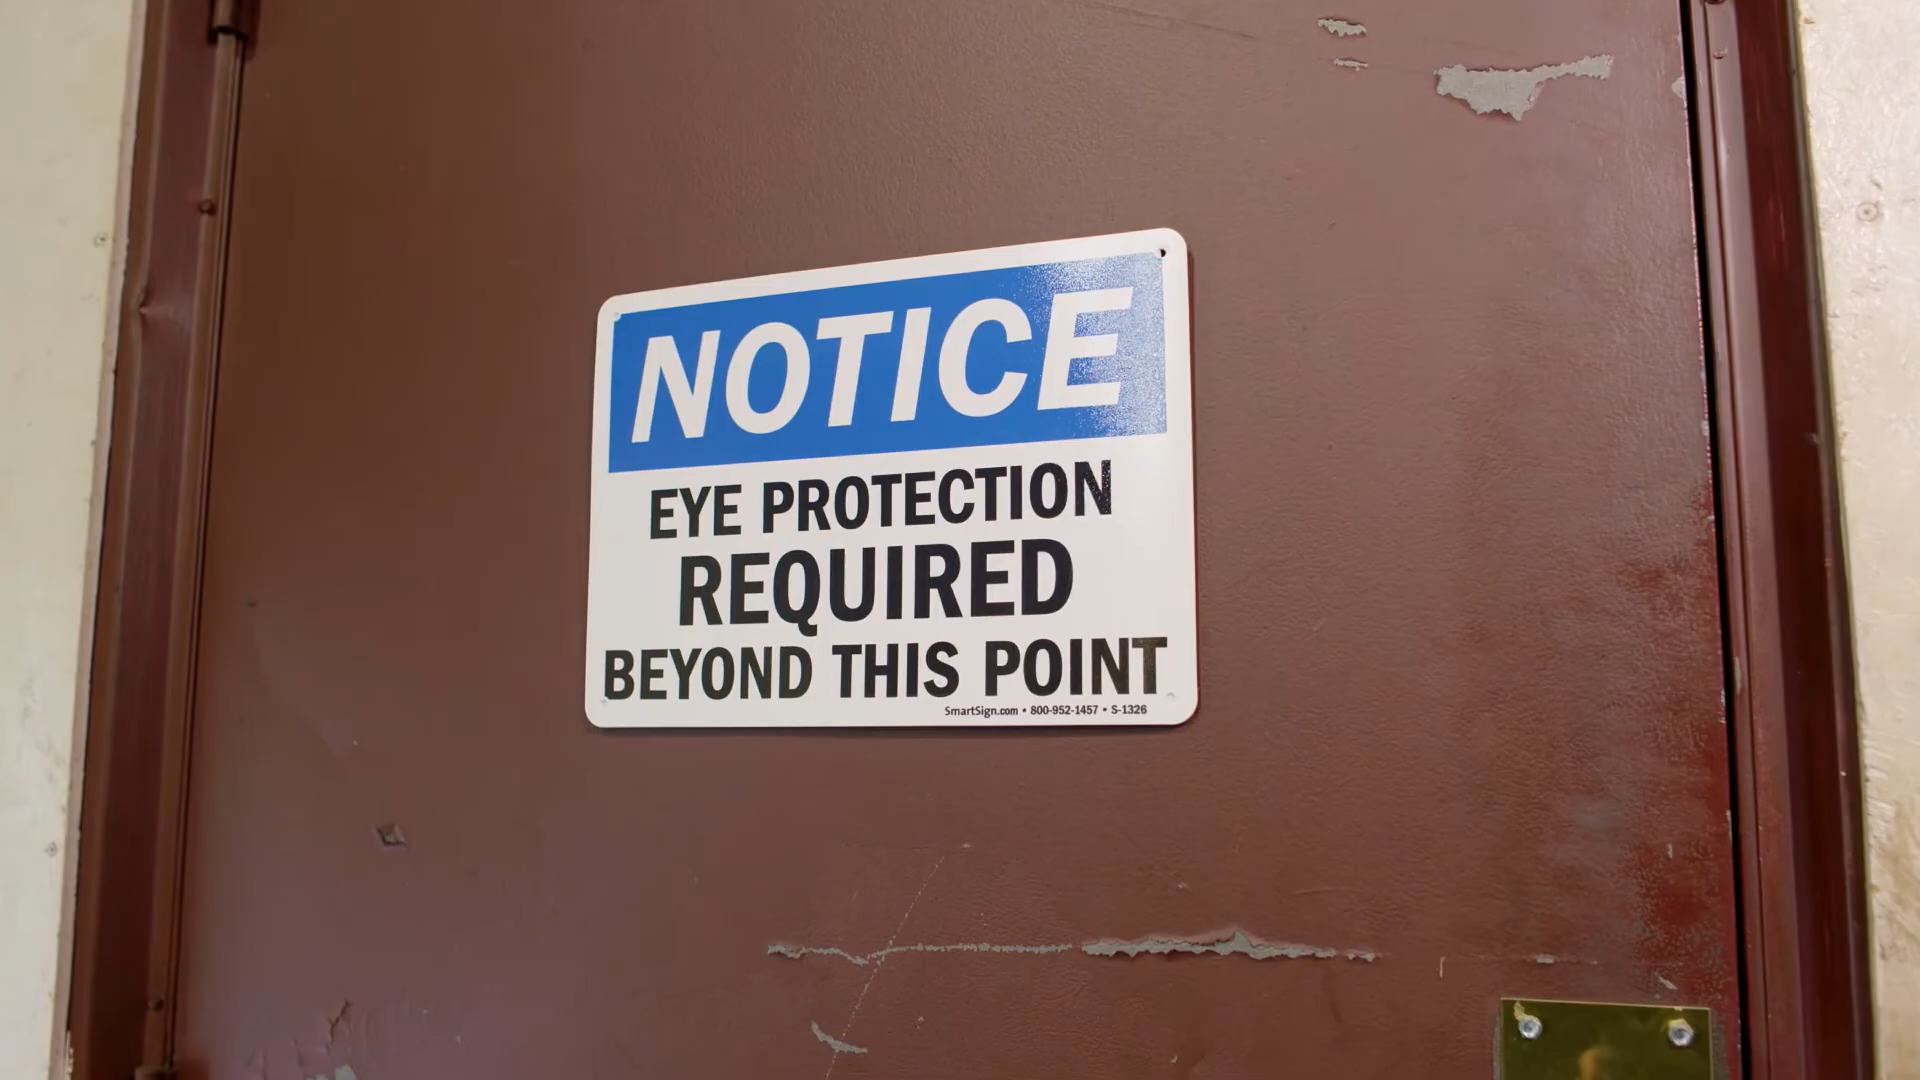 NOTICE
EYE PROTECTION
REQUIRED
BEYOND THIS POINT
SmartSign.com • 800-952-1457 • S-1326